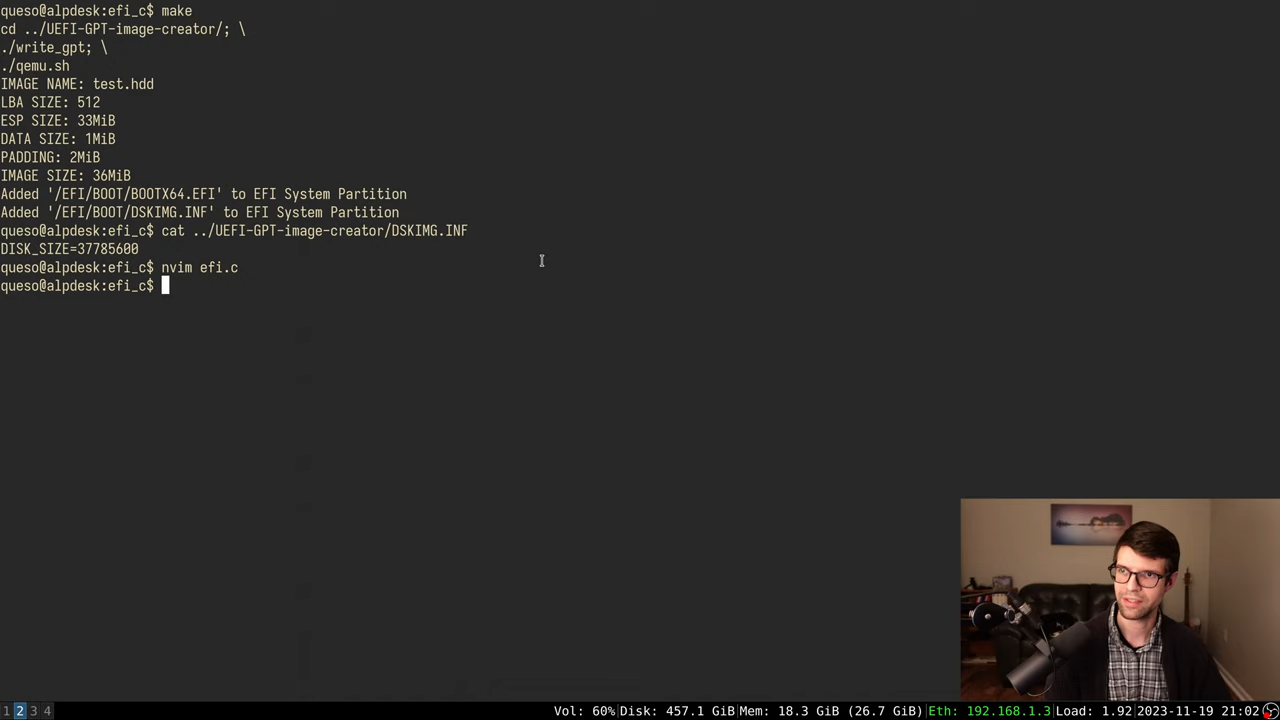 queso@alpdesk:efi_c$ make
cd ../UEFI-GPT-image-creator/; \
./write_gpt; \
./qemu.sh
IMAGE NAME: test.hdd
LBA SIZE: 512
ESP SIZE: 33MiB
DATA SIZE: 1MiB
PADDING: 2MiB
IMAGE SIZE: 36MiB
Added '/EFI/BOOT/BOOTX64.EFI' to EFI System Partition
Added '/EFI/BOOT/DSKIMG.INF' to EFI System Partition
queso@alpdesk:efi_c$ cat ../UEFI-GPT-image-creator/DSKIMG.INF
DISK_SIZE=37785600
queso@alpdesk:efi_c$ nvim efi.c
queso@alpdesk:efi_c$
1 2 3 4 Vol: 60%|Disk: 457.1 GiB|Mem: 18.3 GiB (26.7 GiB)|Eth: 192.168.1.3|Load: 1.92|2023-11-19 21:02